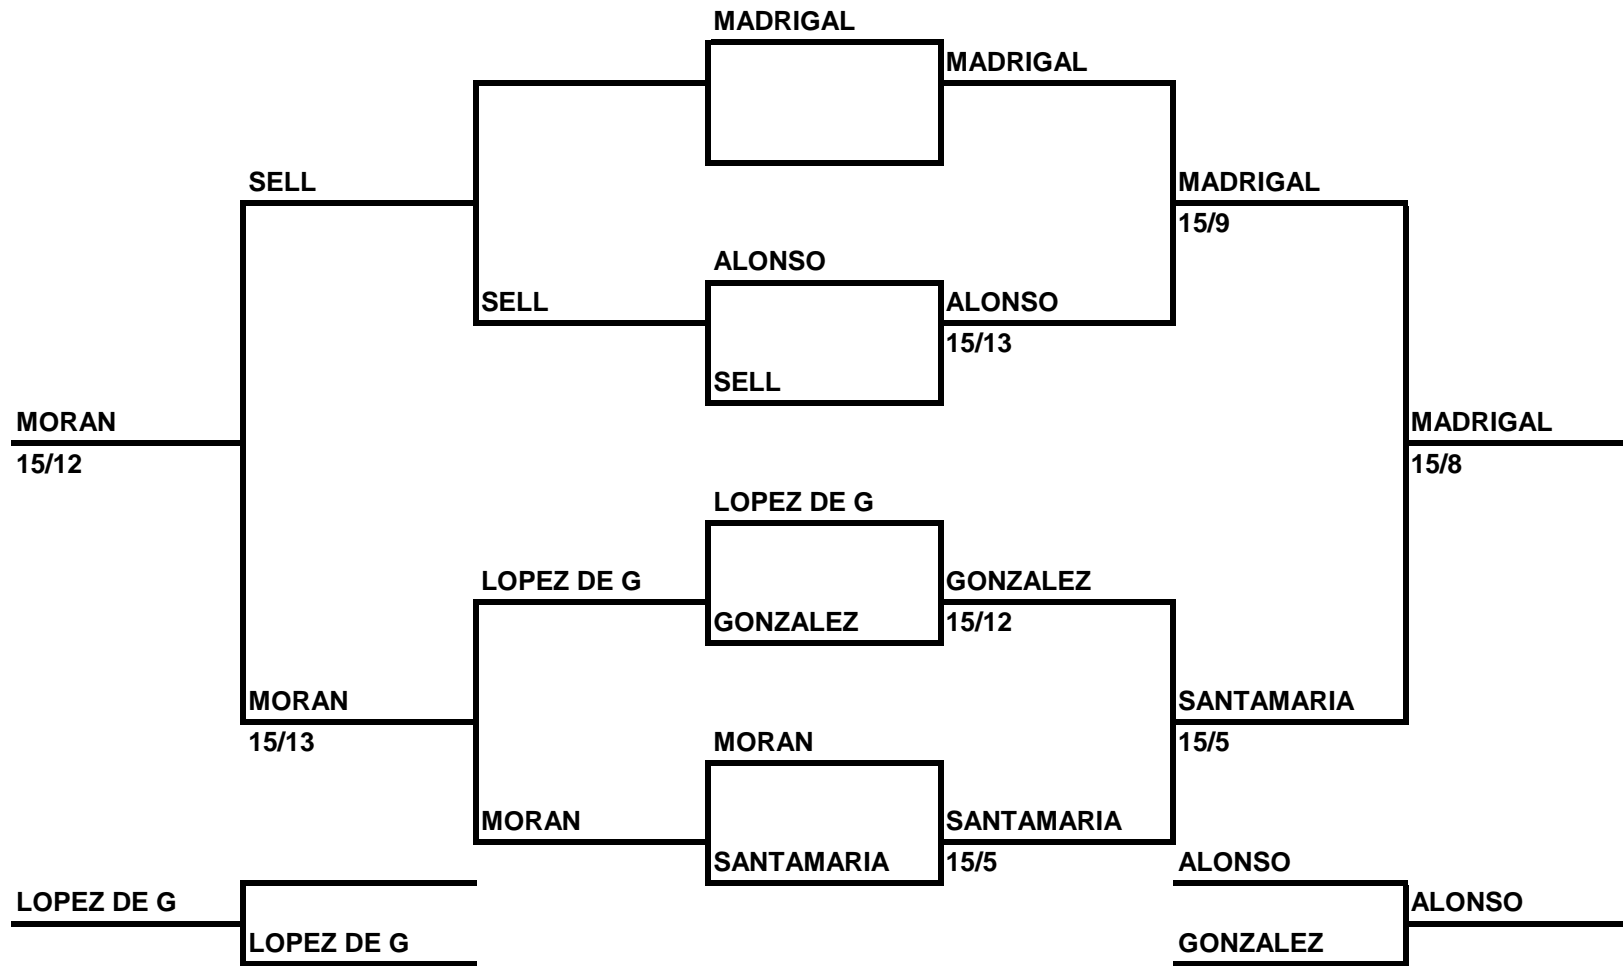 MADRIGAL
MADRIGAL
SELL
MADRIGAL
15/9
ALONSO
SELL
ALONSO
15/13
SELL
MORAN
MADRIGAL
15/12
15/8
LOPEZ DE G
LOPEZ DE G
GONZALEZ
GONZALEZ
15/12
MORAN
SANTAMARIA
15/13
MORAN
15/5
MORAN
SANTAMARIA
SANTAMARIA
15/5
ALONSO
LOPEZ DE G
ALONSO
LOPEZ DE G
GONZALEZ